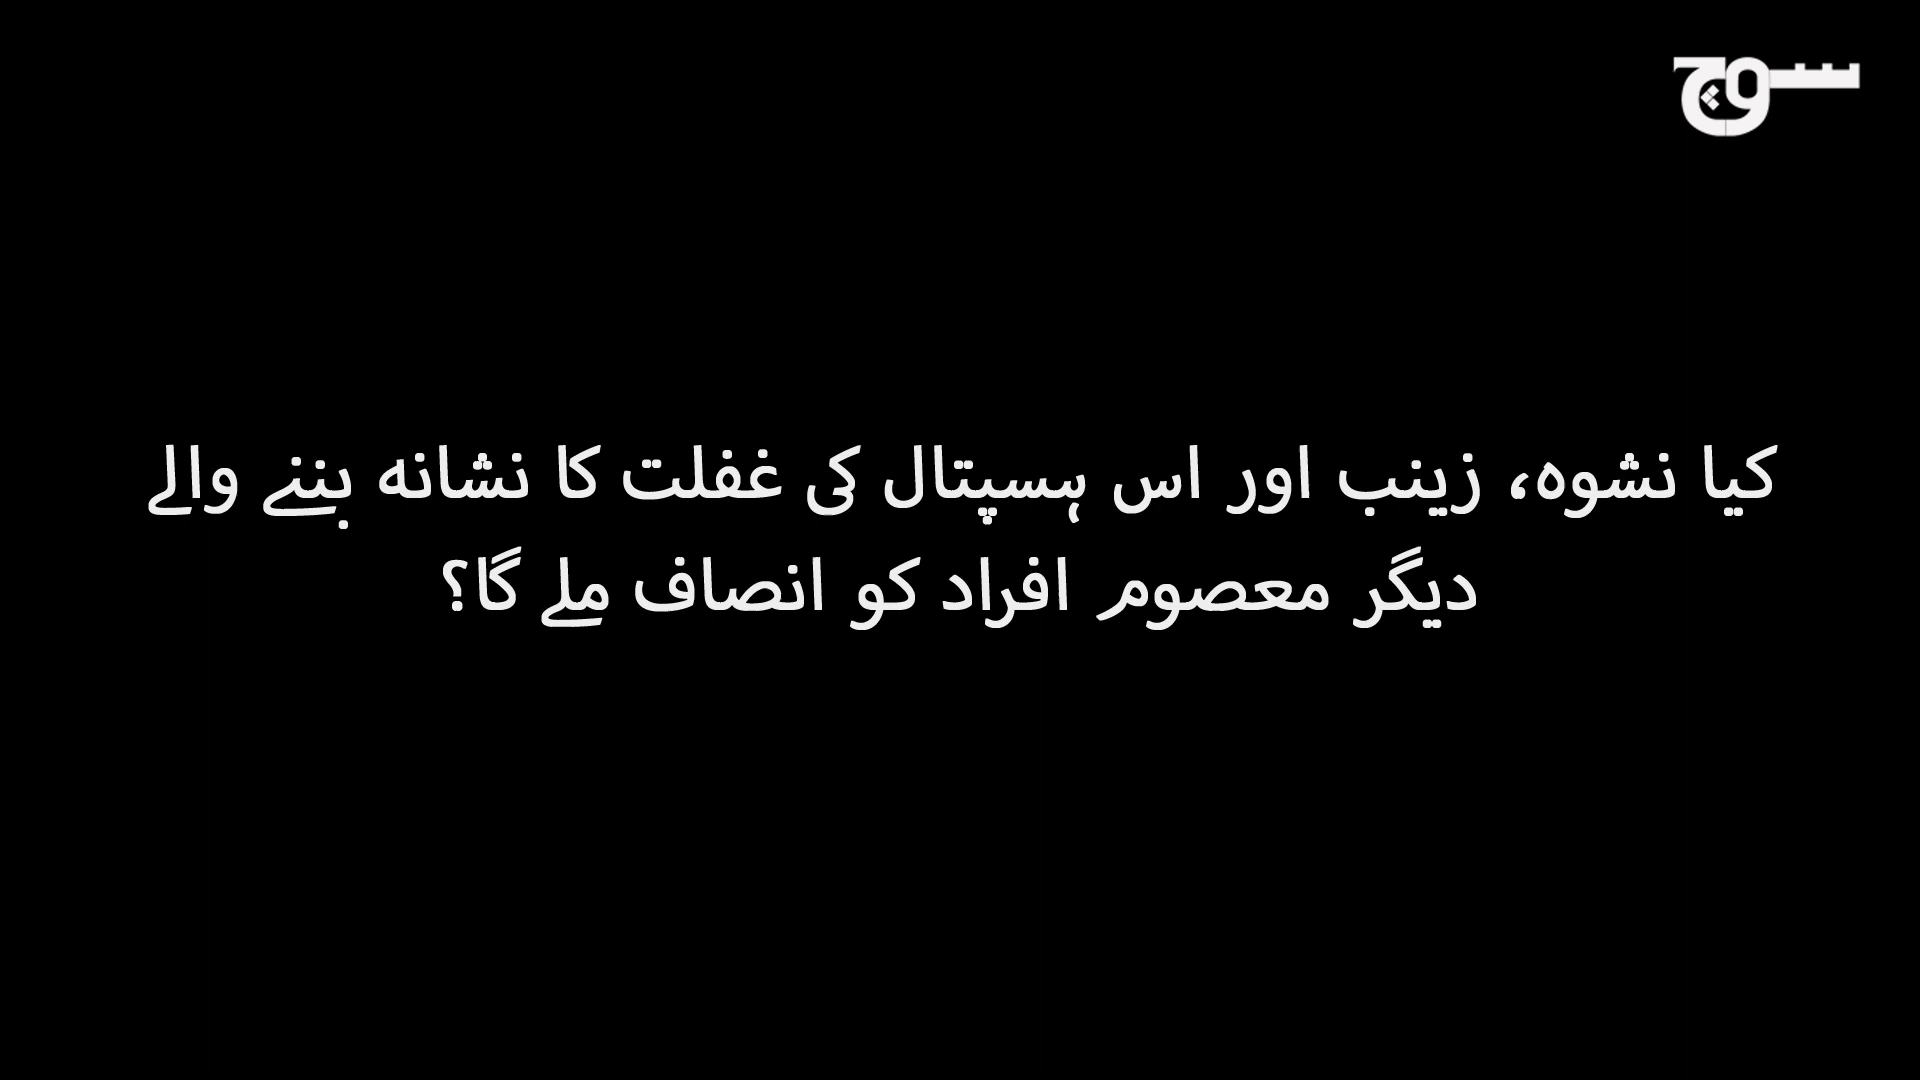 سوچ
کیا نشوہ، زینب اور اس ہسپتال کی غفلت کا نشانہ بننے والے
دیگر معصوم افراد کو انصاف ملے گا؟